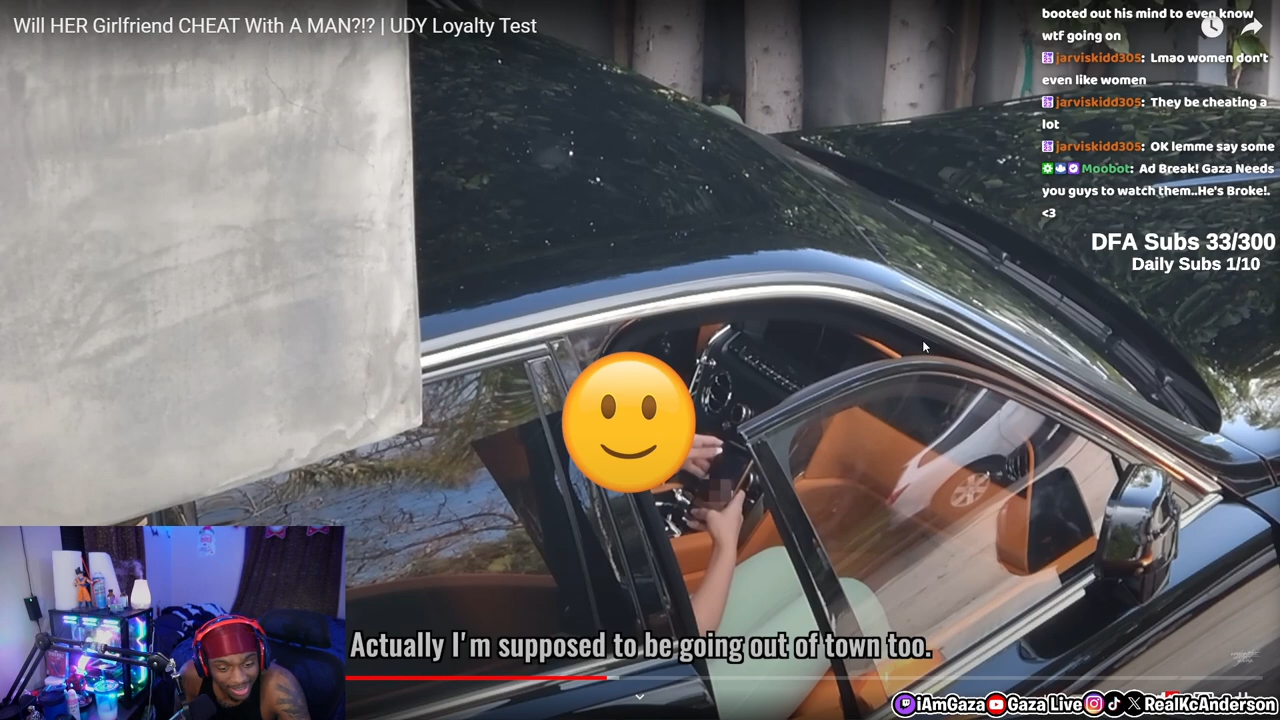 Will HER Girlfriend CHEAT With A MAN?!? | UDY Loyalty Test
booted out his mind to even know
wtf going on
jarviskidd305: Lmao women don't
even like women
jarviskidd305: They be cheating a
lot
jarviskidd305: OK lemme say some
Moobot: Ad Break! Gaza Needs
you guys to watch them..He's Broke!.
<3
DFA Subs 33/300
Daily Subs 1/10
Actually I'm supposed to be going out of town too.
iAmGaza Gaza Live RealKcAnderson